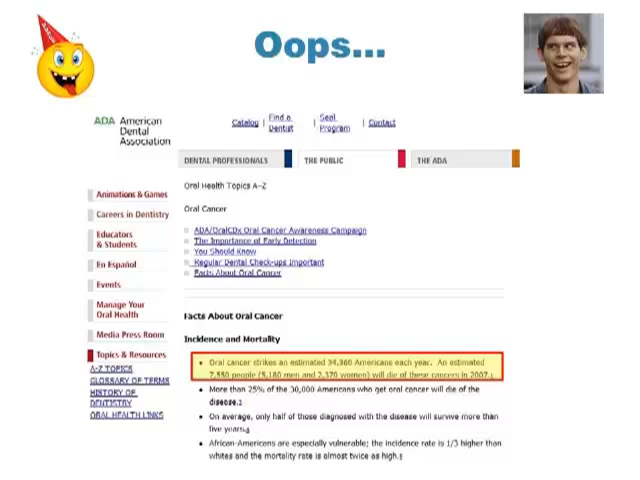 Oops...
ADA American
Dental
Association
Catalog | Find a
Dentist | Seal
Program | Contact
DENTAL PROFESSIONALS
THE PUBLIC
THE ADA
Animations & Games
Careers in Dentistry
Educators
& Students
En Español
Events
Manage Your
Oral Health
Media Press Room
Topics & Resources
A-Z TOPICS
GLOSSARY OF TERMS
HISTORY OF
DENTISTRY
ORAL HEALTH LINKS
Oral Health Topics A-Z
Oral Cancer
ADA/OralCDx Oral Cancer Awareness Campaign
The Importance of Early Detection
You Should Know
Regular Dental Check-ups Important
Facts About Oral Cancer
Facts About Oral Cancer
Incidence and Mortality
• Oral cancer strikes an estimated 34,360 Americans each year. An estimated
7,550 people (5,180 men and 2,370 women) will die of these cancers in 2007.1
• More than 25% of the 30,000 Americans who get oral cancer will die of the
disease.2
• On average, only half of those diagnosed with the disease will survive more than
five years.3
• African-Americans are especially vulnerable; the incidence rate is 1/3 higher than
whites and the mortality rate is almost twice as high.